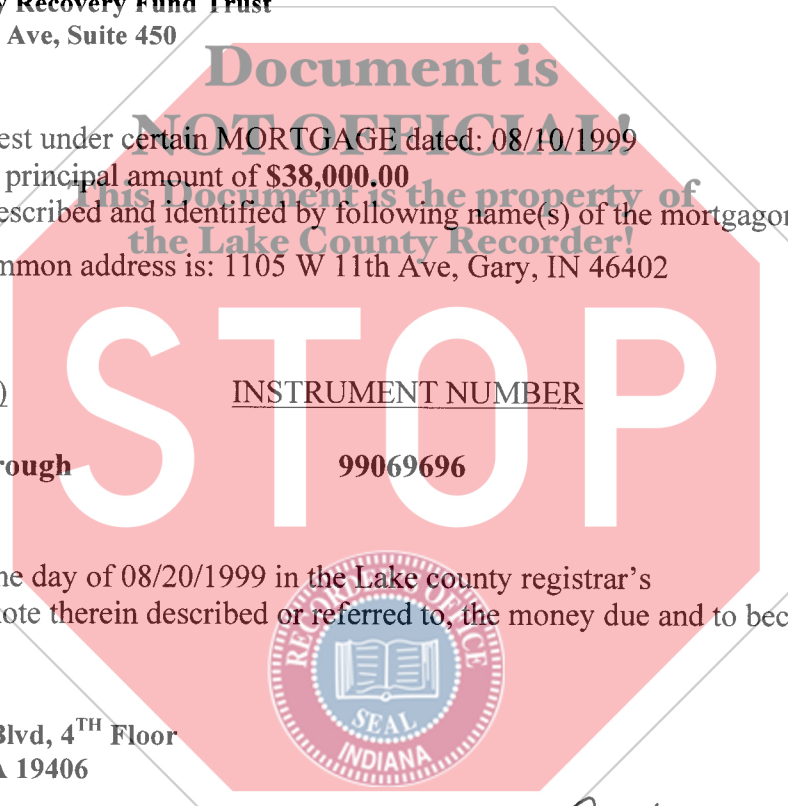 y Recovery Fund Trust
Ave, Suite 450
Document is
NOT OFFICIAL!
est under certain MORTGAGE dated: 08/10/1999
principal amount of $38,000.00
This Document is the property of
escribed and identified by following name(s) of the mortgagor
the Lake County Recorder!
mmon address is: 1105 W 11th Ave, Gary, IN 46402
STOP
) INSTRUMENT NUMBER
rough 99069696
ne day of 08/20/1999 in the Lake county registrar's
note therein described or referred to, the money due and to bec
RECORDER'S OFFICE
SEAL
INDIANA
Blvd, 4TH Floor
A 19406